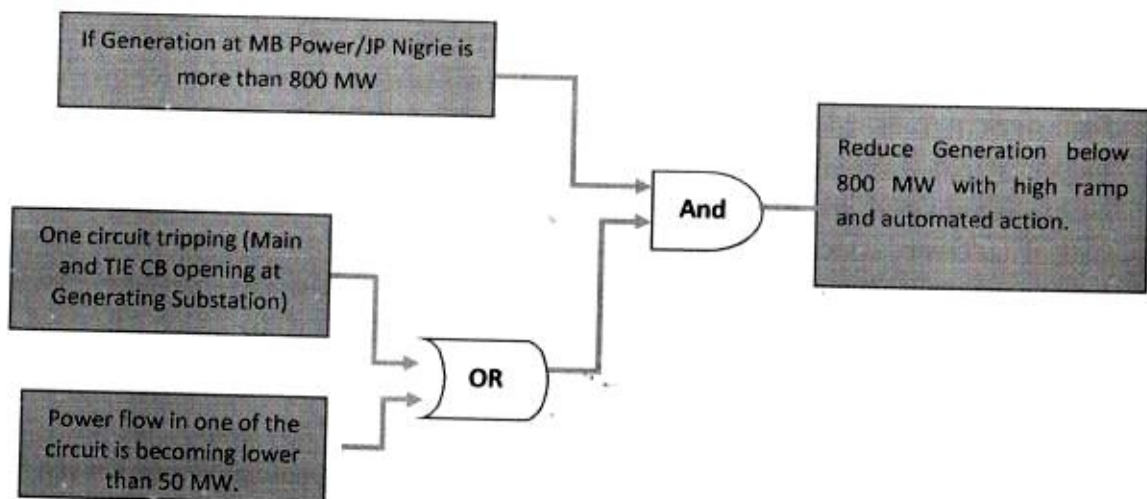 If Generation at MB Power/JP Nigrie is
more than 800 MW
Reduce Generation below
800 MW with high ramp
and automated action.
And
One circuit tripping (Main
and TIE CB opening at
Generating Substation)
OR
Power flow in one of the
circuit is becoming lower
than 50 MW.